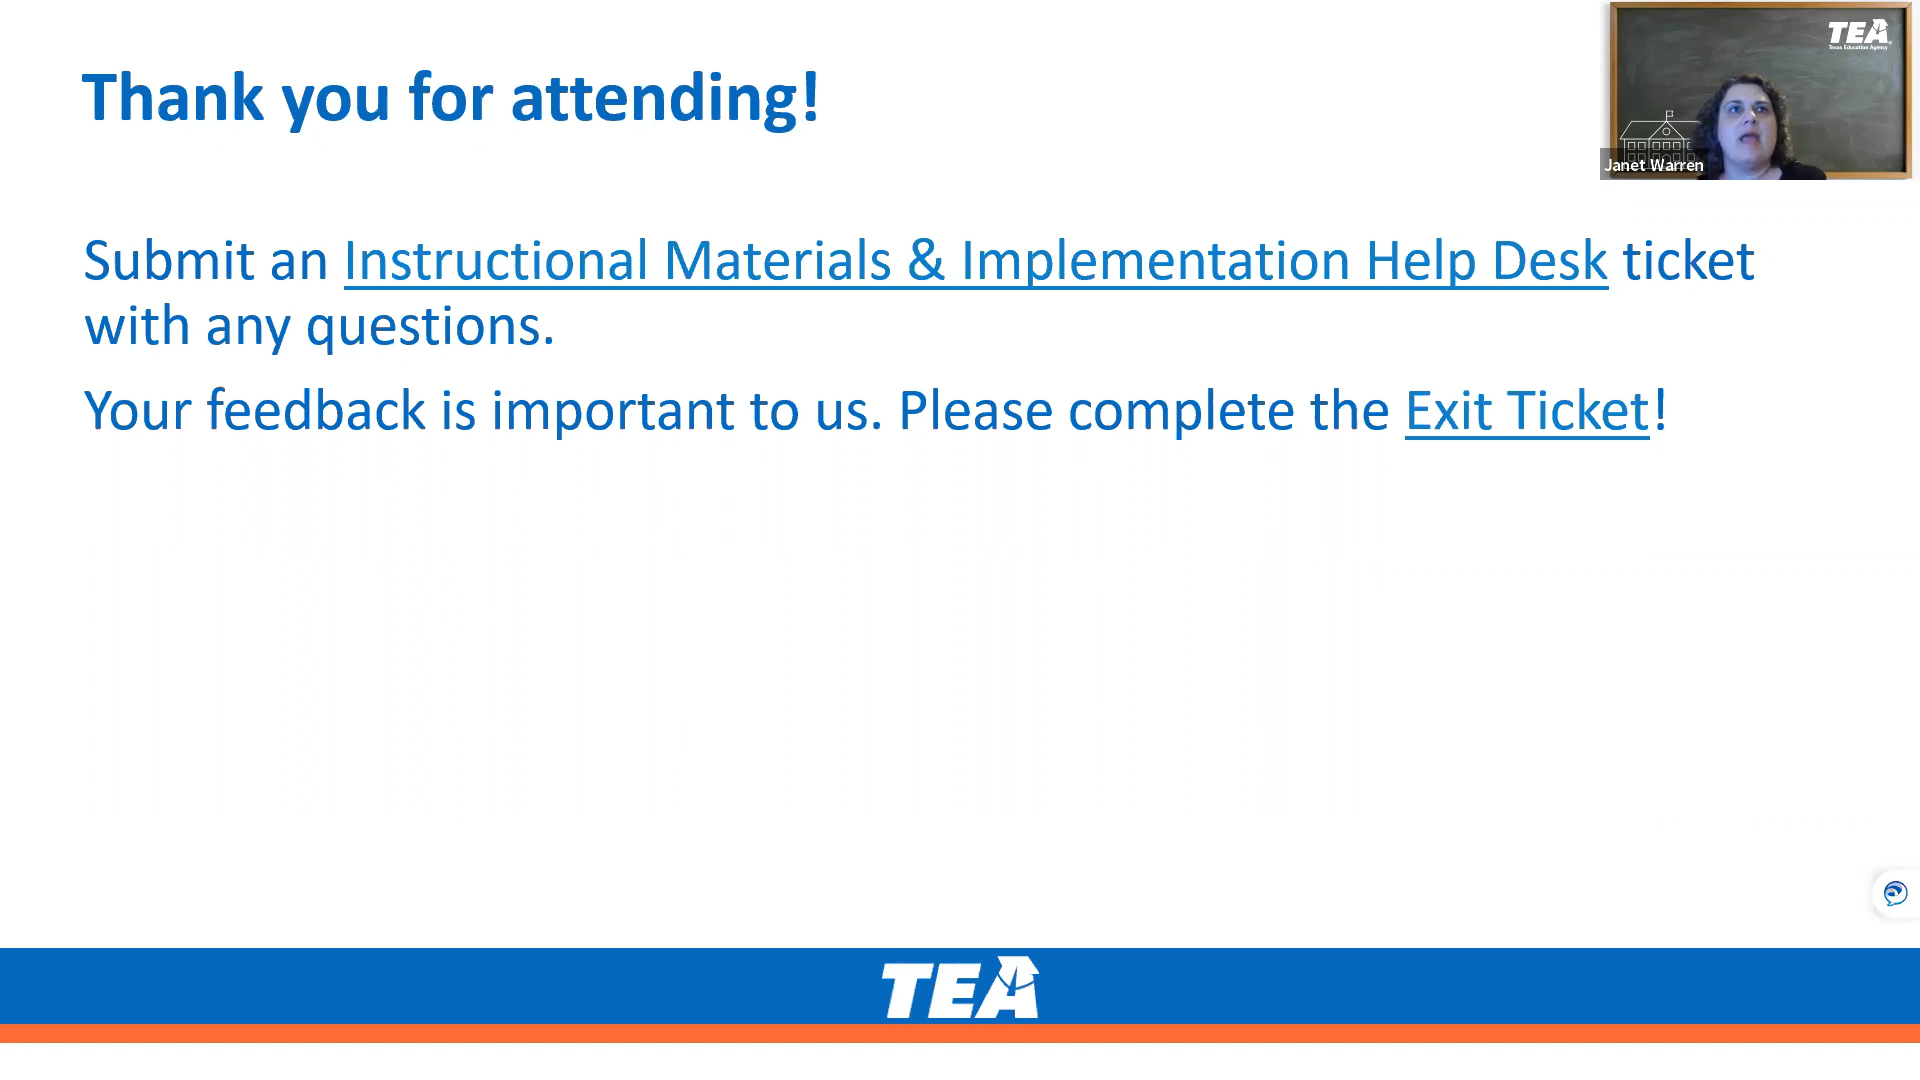 Thank you for attending!
TEA
Texas Education Agency
Janet Warren
Submit an Instructional Materials & Implementation Help Desk ticket
with any questions.
Your feedback is important to us. Please complete the Exit Ticket!
TEA